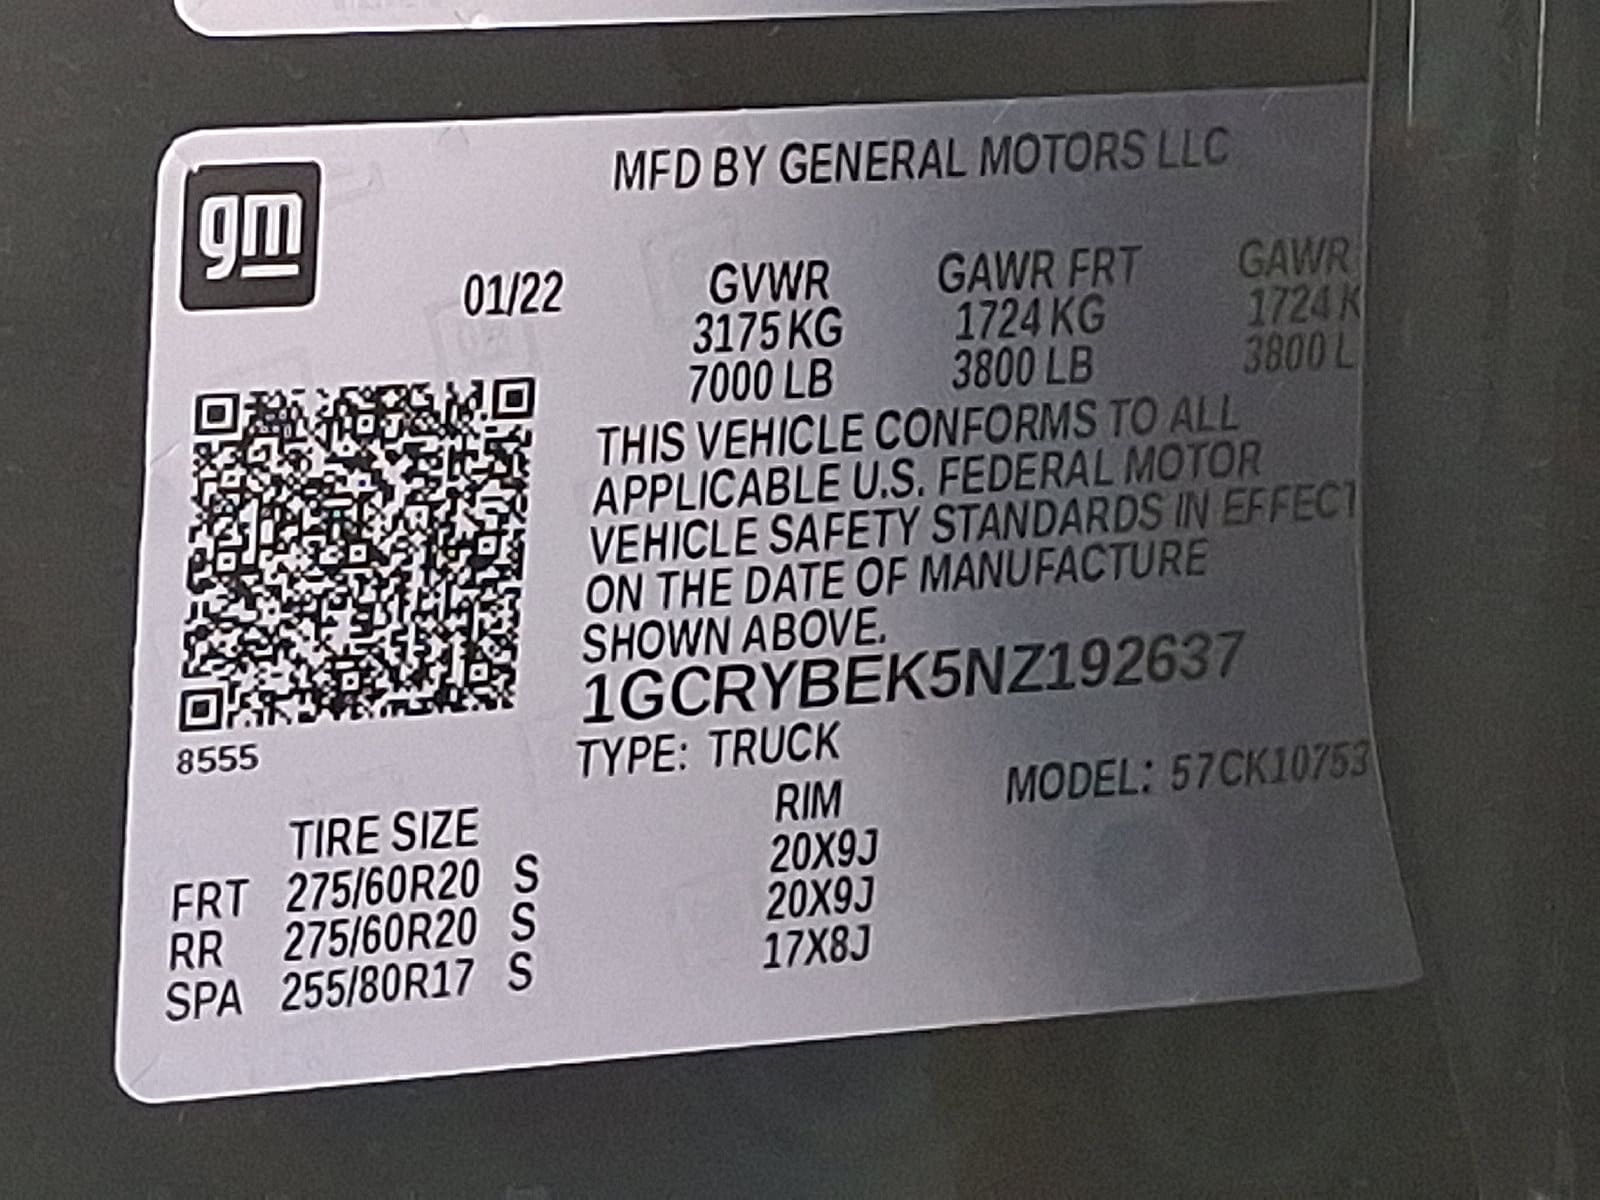 gm
MFD BY GENERAL MOTORS LLC
01/22 GVWR GAWR FRT GAWR
3175 KG 1724 KG 1724 K
7000 LB 3800 LB 3800 L
THIS VEHICLE CONFORMS TO ALL
APPLICABLE U.S. FEDERAL MOTOR
VEHICLE SAFETY STANDARDS IN EFFECT
ON THE DATE OF MANUFACTURE
SHOWN ABOVE.
1GCRYBEK5NZ192637
8555
TYPE: TRUCK MODEL: 57CK10753
TIRE SIZE RIM
FRT 275/60R20 S 20X9J
RR 275/60R20 S 20X9J
SPA 255/80R17 S 17X8J